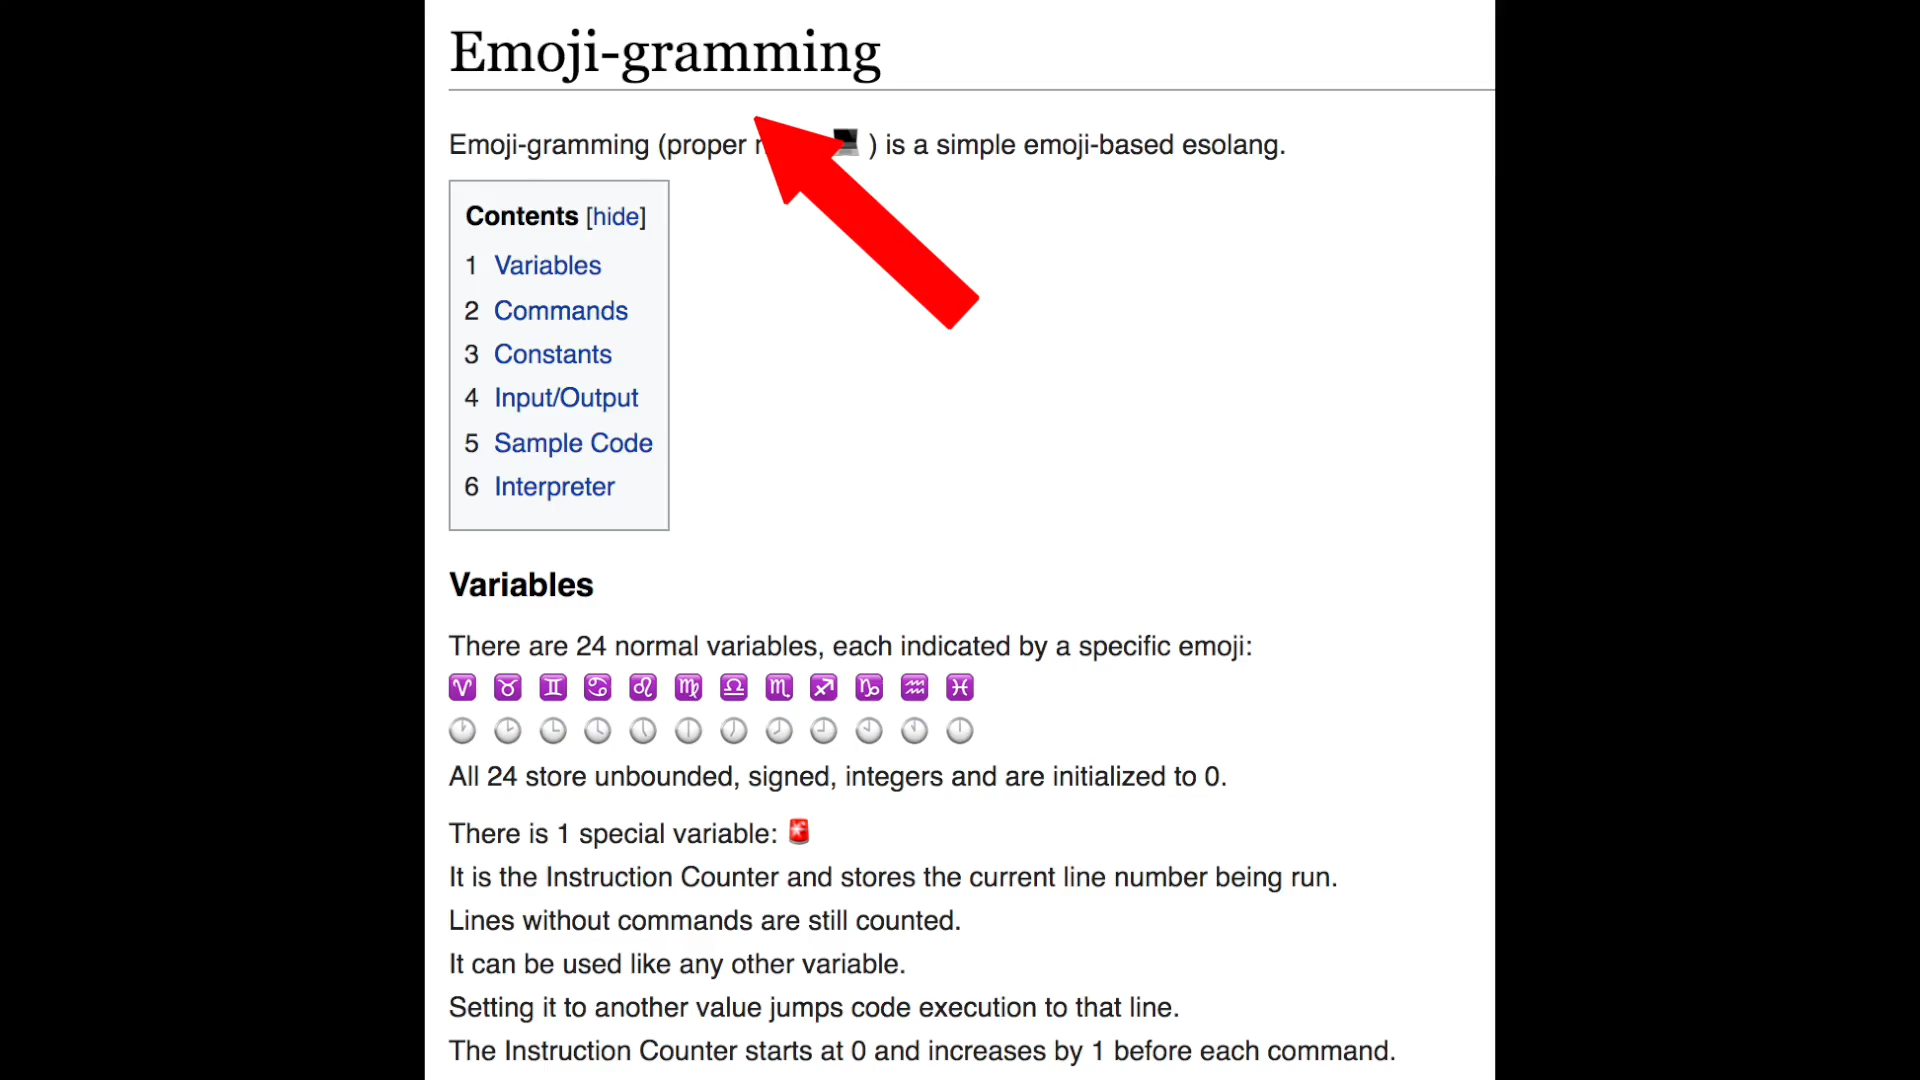 Emoji-gramming
Emoji-gramming (proper 💻 ) is a simple emoji-based esolang.
Contents [hide]
1 Variables
2 Commands
3 Constants
4 Input/Output
5 Sample Code
6 Interpreter
Variables
There are 24 normal variables, each indicated by a specific emoji:
♈ ♉ ♊ ♋ ♌ ♍ ♎ ♏ ♐ ♑ ♒ ♓
🕐 🕑 🕒 🕓 🕔 🕕 🕖 🕗 🕘 🕙 🕚 🕛
All 24 store unbounded, signed, integers and are initialized to 0.
There is 1 special variable: 🚨
It is the Instruction Counter and stores the current line number being run.
Lines without commands are still counted.
It can be used like any other variable.
Setting it to another value jumps code execution to that line.
The Instruction Counter starts at 0 and increases by 1 before each command.